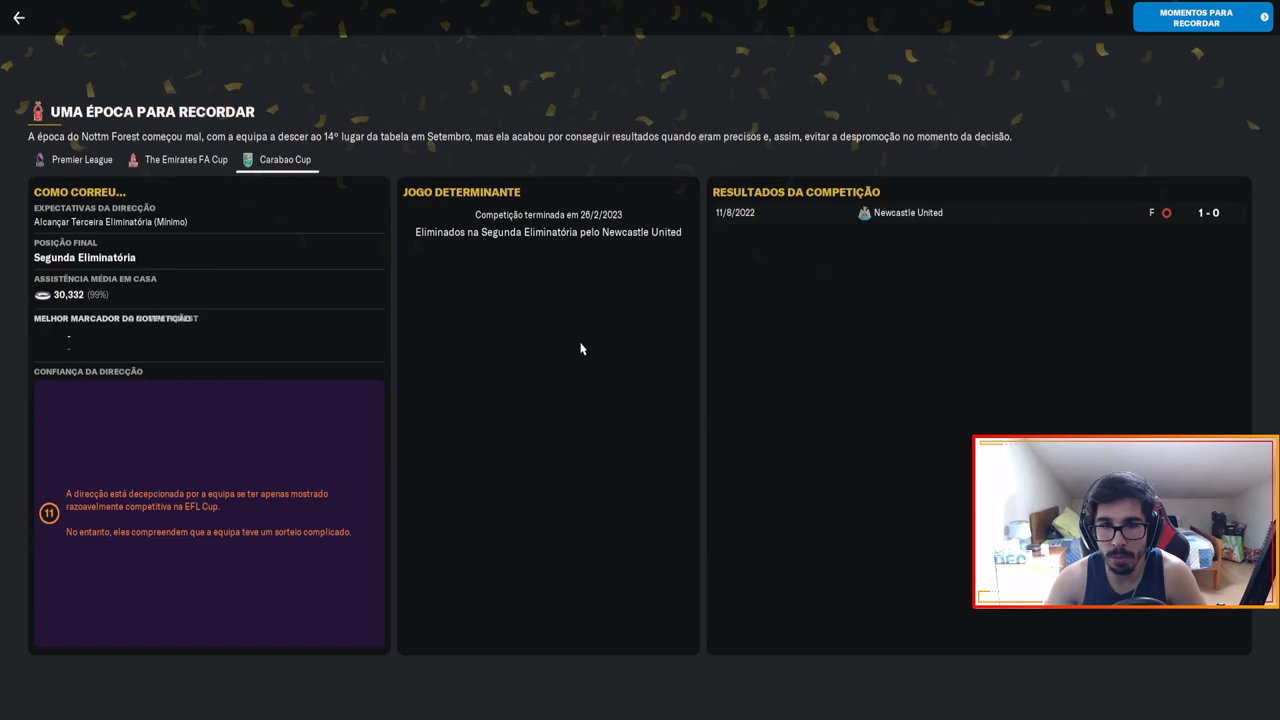 MOMENTOS PARA
RECORDAR
UMA ÉPOCA PARA RECORDAR
A época do Nottm Forest começou mal, com a equipa a descer ao 14º lugar da tabela em Setembro, mas ela acabou por conseguir resultados quando eram precisos e, assim, evitar a despromoção no momento da decisão.
Premier League The Emirates FA Cup Carabao Cup
COMO CORREU...
EXPECTATIVAS DA DIRECÇÃO
Alcançar Terceira Eliminatória (Mínimo)
POSIÇÃO FINAL
Segunda Eliminatória
ASSISTÊNCIA MÉDIA EM CASA
30,332 (99%)
MELHOR MARCADOR DA COMPETIÇÃO
-
-
CONFIANÇA DA DIRECÇÃO
11
A direcção está decepcionada por a equipa se ter apenas mostrado
razoavelmente competitiva na EFL Cup.
No entanto, eles compreendem que a equipa teve um sorteio complicado.
JOGO DETERMINANTE
Competição terminada em 26/2/2023
Eliminados na Segunda Eliminatória pelo Newcastle United
RESULTADOS DA COMPETIÇÃO
11/8/2022 Newcastle United F 1 - 0